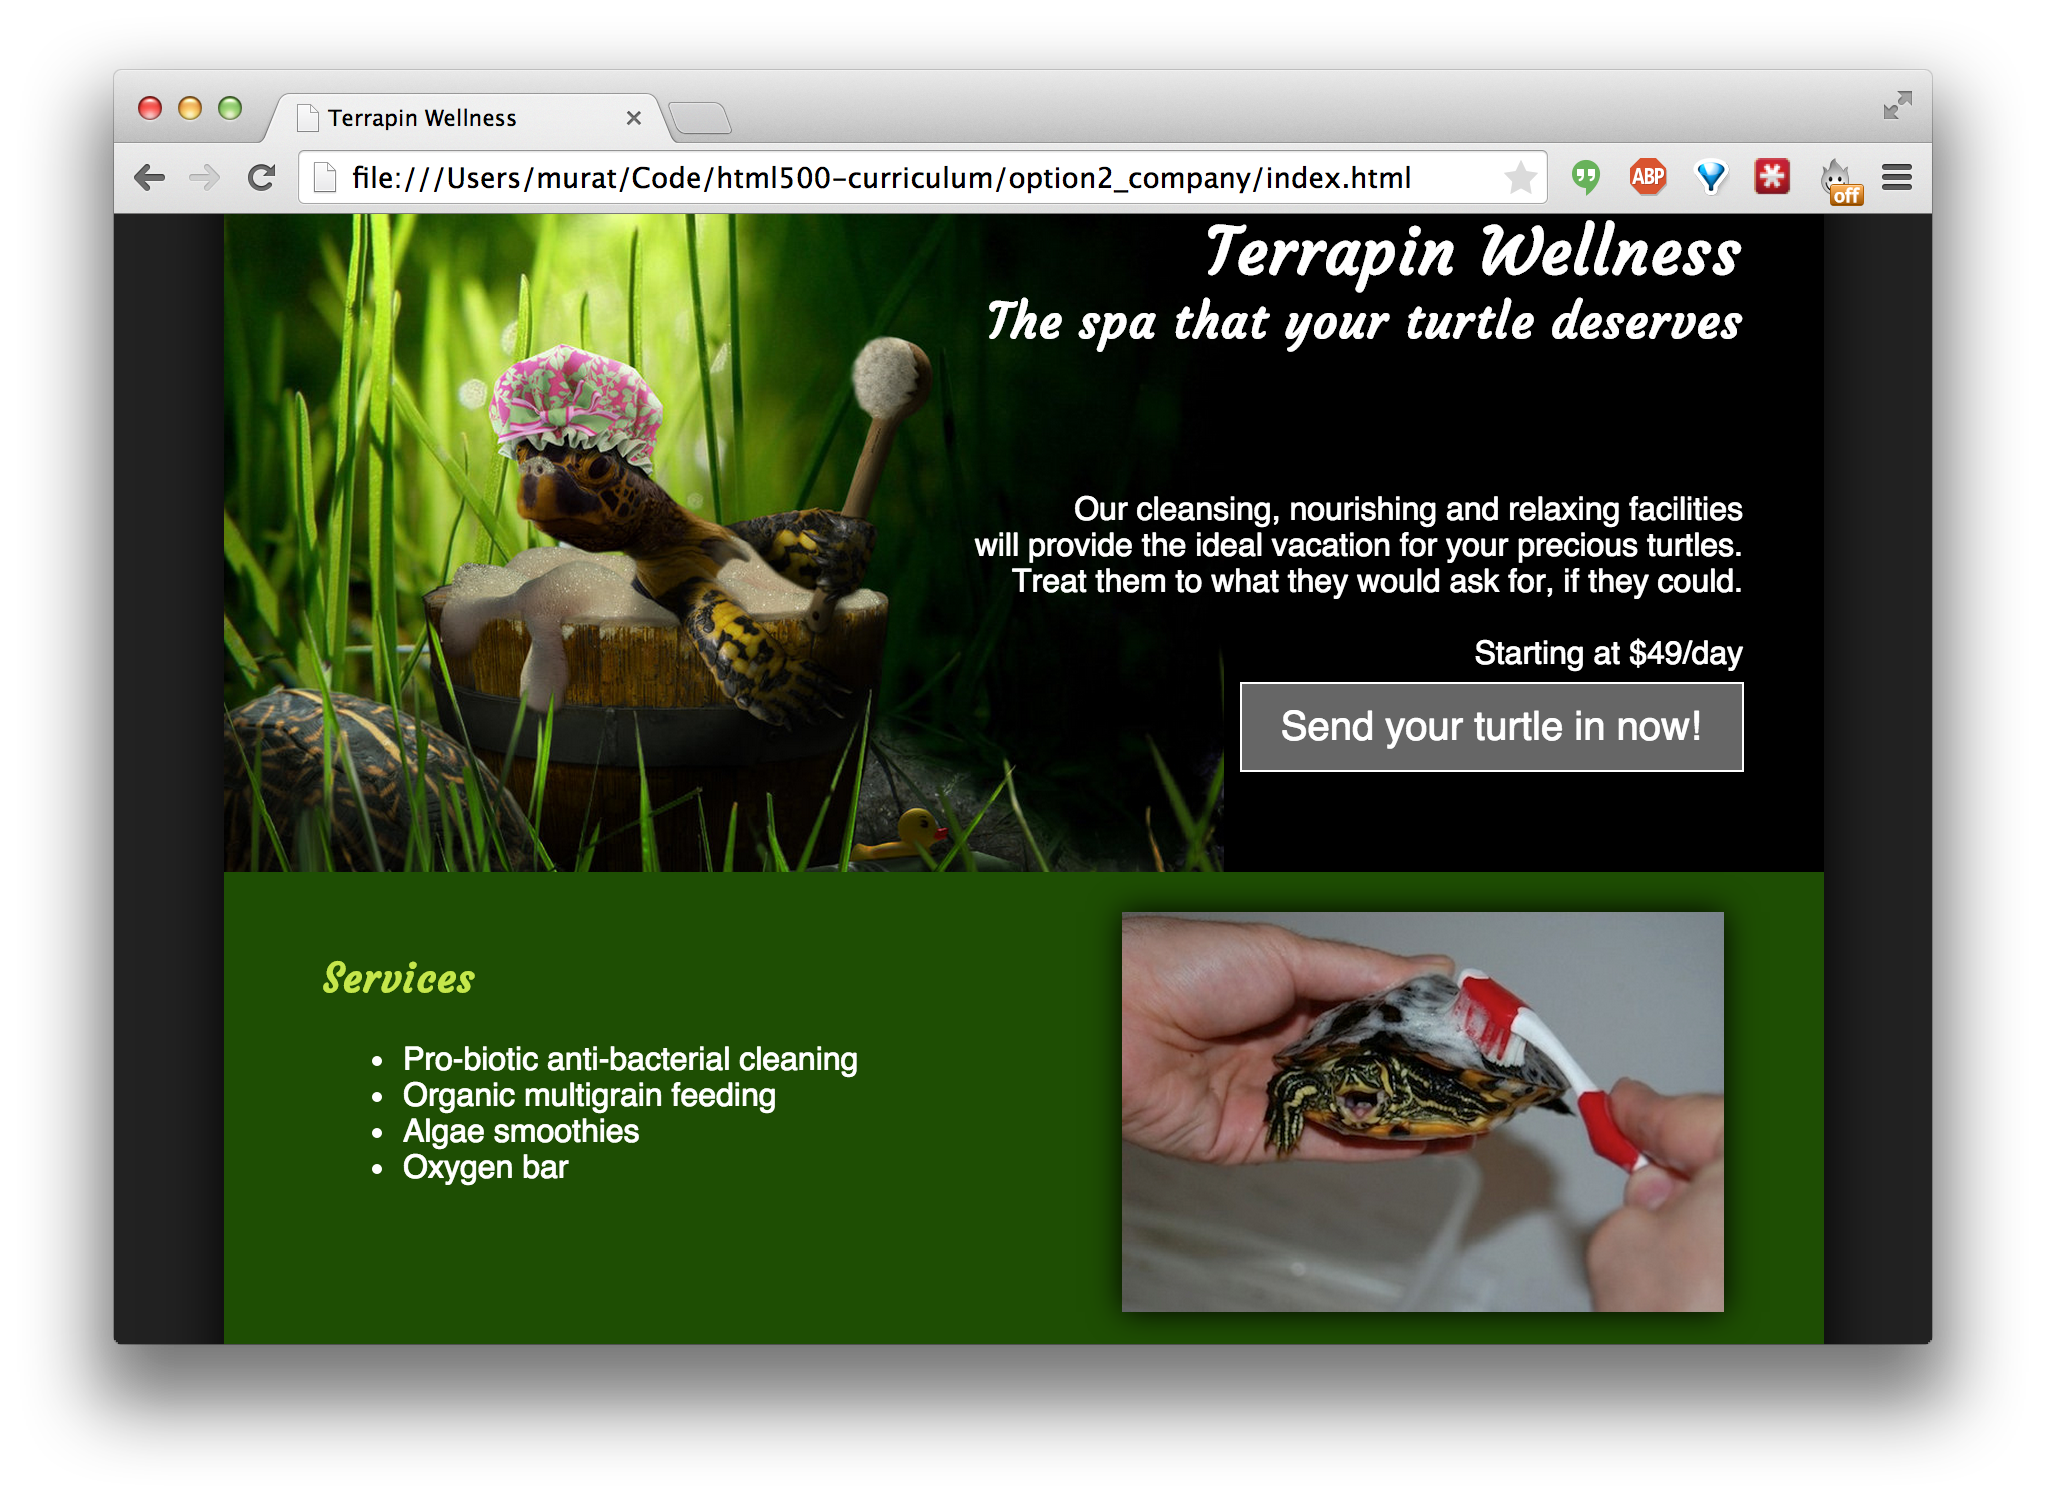 Terrapin Wellness
file:///Users/murat/Code/html500-curriculum/option2_company/index.html
ABP
off
Terrapin Wellness
The spa that your turtle deserves
Our cleansing, nourishing and relaxing facilities
will provide the ideal vacation for your precious turtles.
Treat them to what they would ask for, if they could.
Starting at $49/day
Send your turtle in now!
Services
• Pro-biotic anti-bacterial cleaning
• Organic multigrain feeding
• Algae smoothies
• Oxygen bar